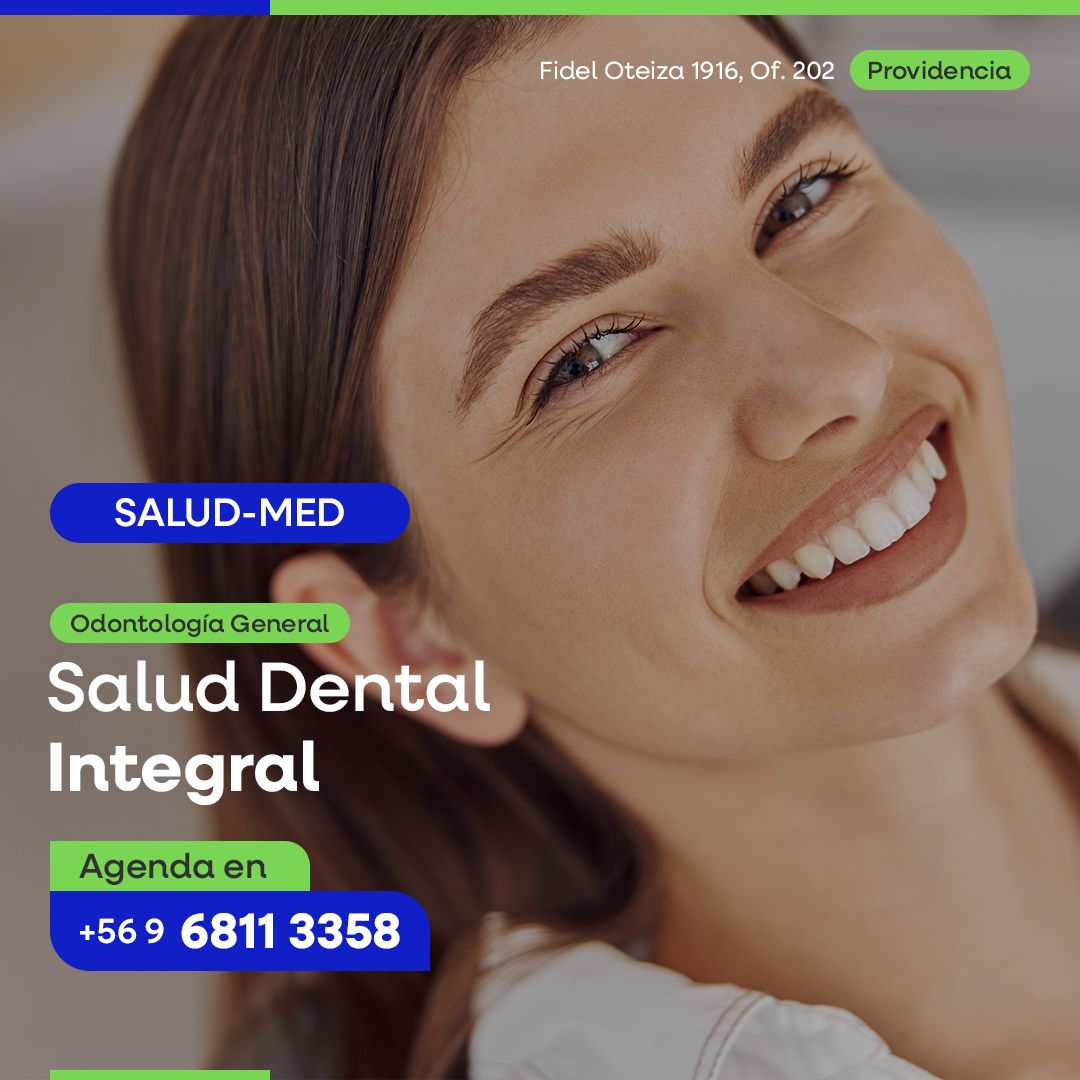 Fidel Oteiza 1916, Of. 202 Providencia
SALUD-MED
Odontología General
Salud Dental
Integral
Agenda en
+56 9 6811 3358